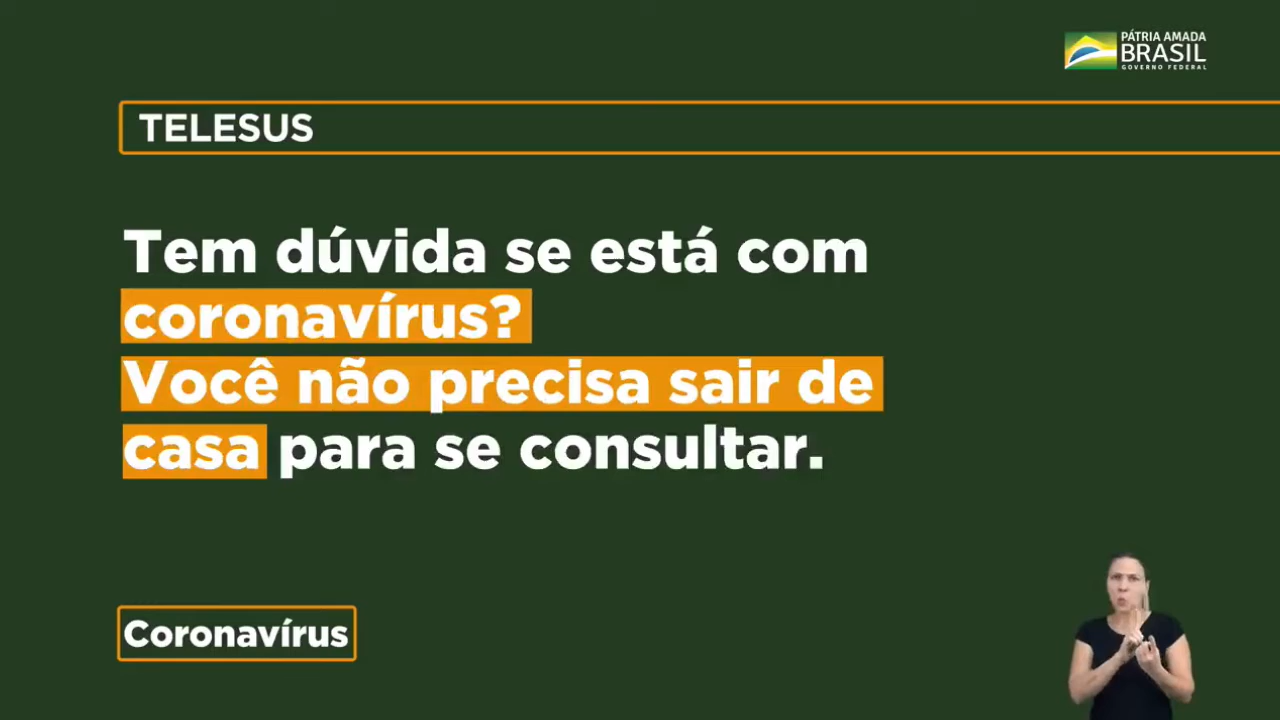 PÁTRIA AMADA
BRASIL
GOVERNO FEDERAL
TELESUS
Tem dúvida se está com
coronavírus?
Você não precisa sair de
casa para se consultar.
Coronavírus